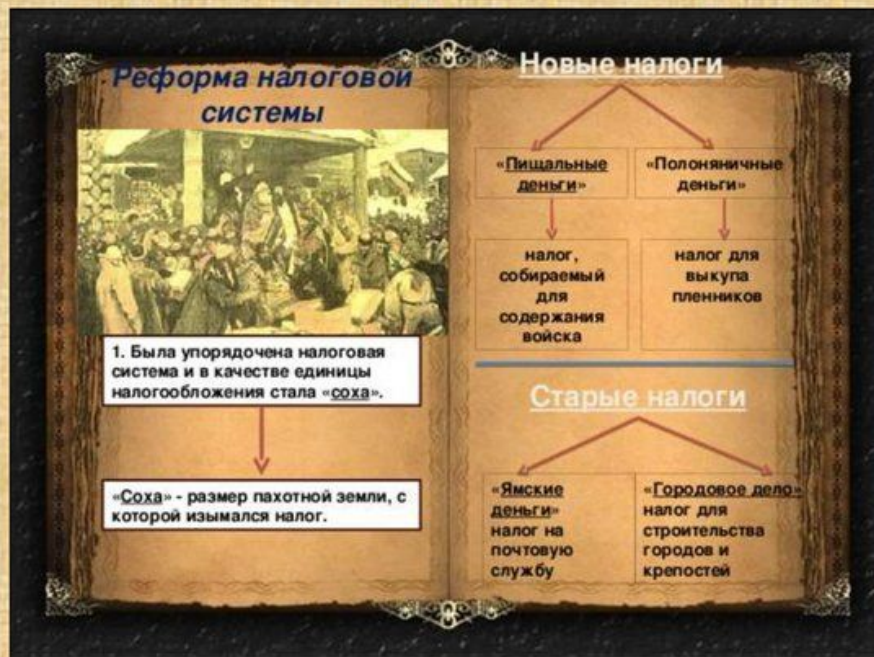 Реформа налоговой
системы
1. Была упорядочена налоговая
система и в качестве единицы
налогообложения стала «соха».
«Соха» - размер пахотной земли, с
которой изымался налог.
Новые налоги
«Пищальные
деньги»
«Полоняничные
деньги»
налог,
собираемый
для
содержания
войска
налог для
выкупа
пленников
Старые налоги
«Ямские
деньги»
налог на
почтовую
службу
«Городовое дело»
налог для
строительства
городов и
крепостей